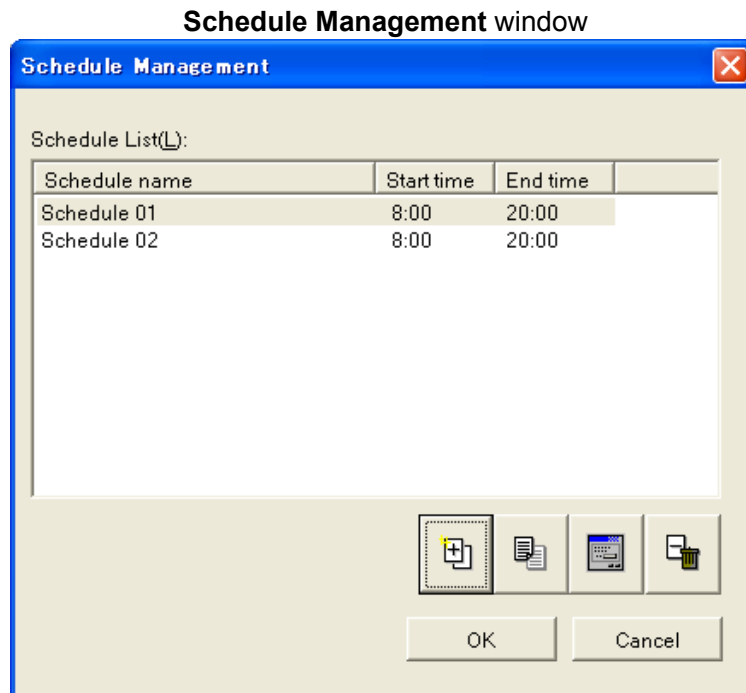 Schedule Management window
Schedule Management
Schedule List(L):
Schedule name Start time End time
Schedule 01 8:00 20:00
Schedule 02 8:00 20:00
OK Cancel